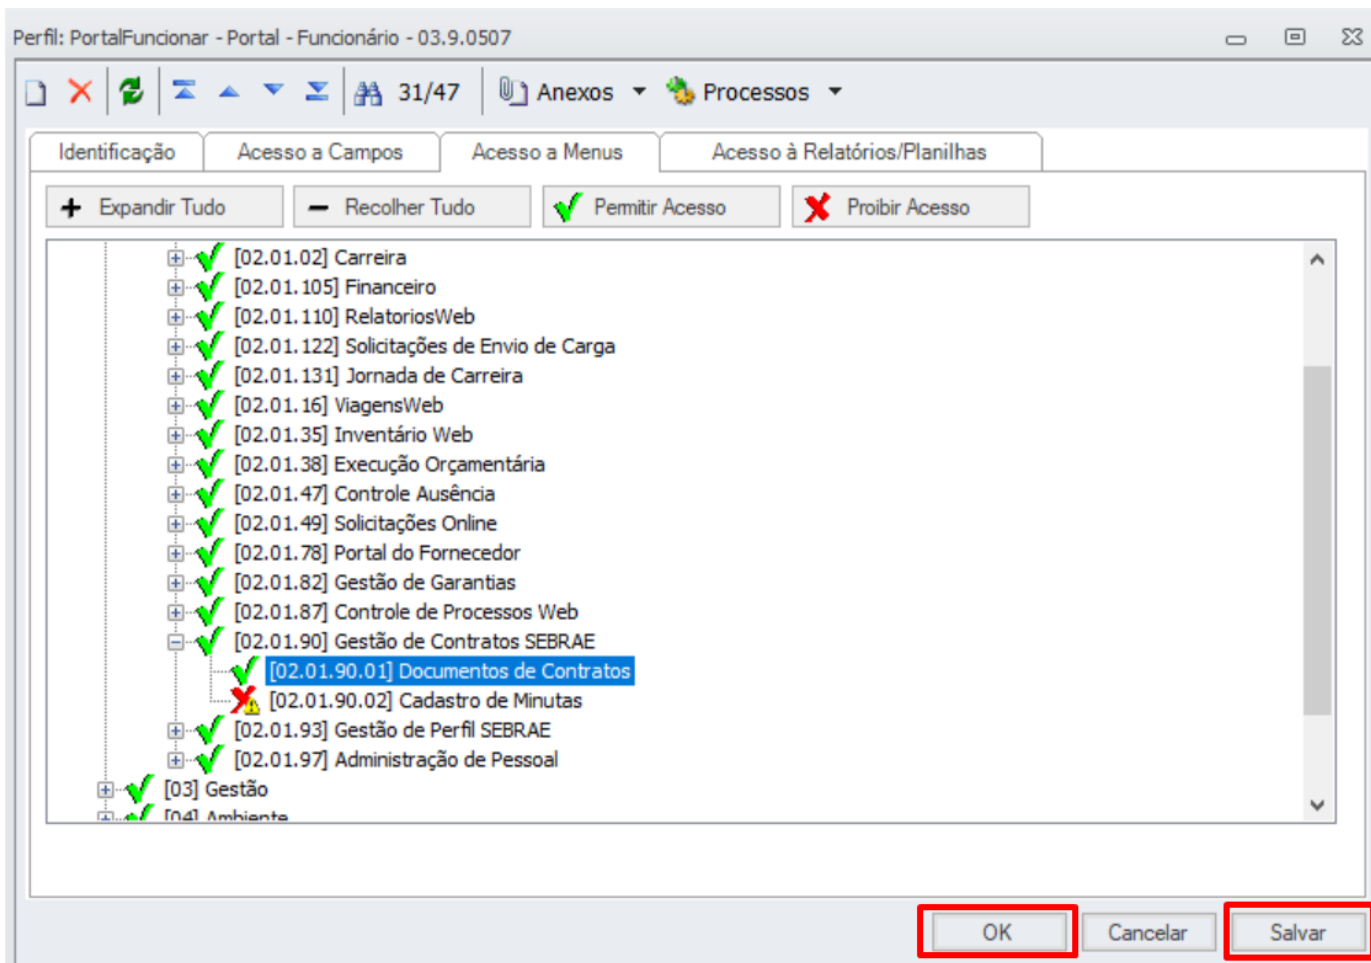 Perfil: PortalFuncionar - Portal - Funcionário - 03.9.0507
31/47 Anexos Processos
Identificação Acesso a Campos Acesso a Menus Acesso à Relatórios/Planilhas
Expandir Tudo Recolher Tudo Permitir Acesso Proibir Acesso
[02.01.02] Carreira
[02.01.105] Financeiro
[02.01.110] RelatoriosWeb
[02.01.122] Solicitações de Envio de Carga
[02.01.131] Jornada de Carreira
[02.01.16] ViagensWeb
[02.01.35] Inventário Web
[02.01.38] Execução Orçamentária
[02.01.47] Controle Ausência
[02.01.49] Solicitações Online
[02.01.78] Portal do Fornecedor
[02.01.82] Gestão de Garantias
[02.01.87] Controle de Processos Web
[02.01.90] Gestão de Contratos SEBRAE
[02.01.90.01] Documentos de Contratos
[02.01.90.02] Cadastro de Minutas
[02.01.93] Gestão de Perfil SEBRAE
[02.01.97] Administração de Pessoal
[03] Gestão
[04] Ambiente
OK Cancelar Salvar